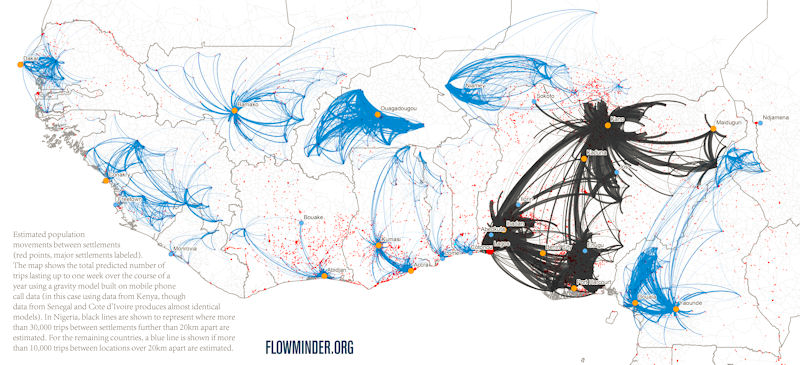 Dakar
Bamako
Ouagadougou
Niamey
Sokoto
Kano
Maiduguri
Ndjamena
Kaduna
Conakry
Freetown
Monrovia
Bouake
Kumasi
Abidjan
Accra
Abeokuta
Ibadan
Lagos
Port Harcourt
Douala
Yaounde
Estimated population
movements between settlements
(red points, major settlements labeled).
The map shows the total predicted number of
trips lasting up to one week over the course of a
year using a gravity model built on mobile phone
call data (in this case using data from Kenya, though
data from Senegal and Cote d'Ivoire produces almost identical
models). In Nigeria, black lines are shown to represent where more
than 30,000 trips between settlements further than 20km apart are
estimated. For the remaining countries, a blue line is shown if more
than 10,000 trips between locations over 20km apart are estimated.
FLOWMINDER.ORG